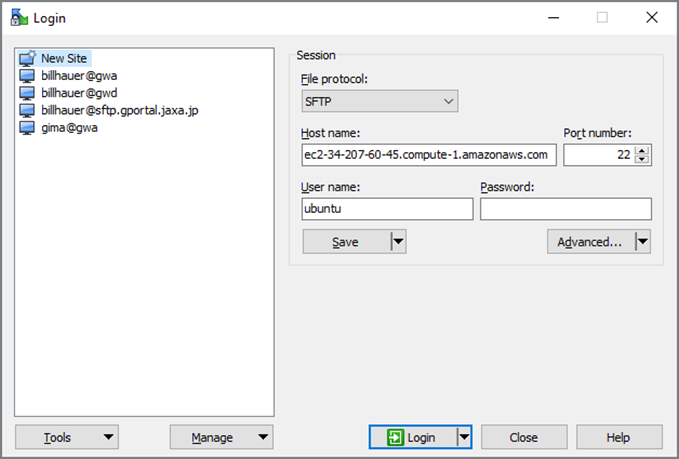 Login
New Site
billhauer@gwa
billhauer@gwd
billhauer@sftp.gportal.jaxa.jp
gima@gwa
Session
File protocol:
SFTP
Host name: Port number:
ec2-34-207-60-45.compute-1.amazonaws.com 22
User name: Password:
ubuntu
Save Advanced...
Tools Manage Login Close Help